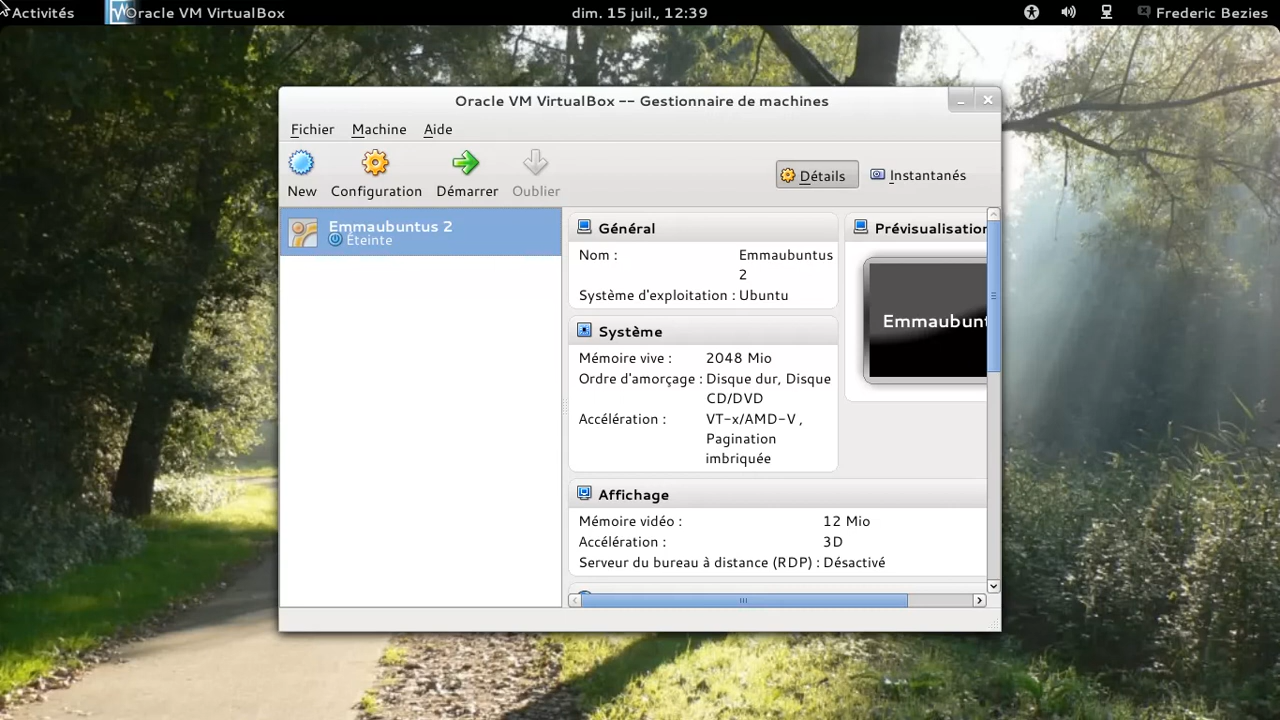 Activités
Oracle VM VirtualBox
dim. 15 juil., 12:39
Frederic Bezies
Oracle VM VirtualBox -- Gestionnaire de machines
Fichier Machine Aide
New Configuration Démarrer Oublier
Détails Instantanés
Emmaubuntus 2
Éteinte
Général
Nom : Emmaubuntus
2
Système d'exploitation : Ubuntu
Système
Mémoire vive : 2048 Mio
Ordre d'amorçage : Disque dur, Disque
CD/DVD
Accélération : VT-x/AMD-V ,
Pagination
imbriquée
Affichage
Mémoire vidéo : 12 Mio
Accélération : 3D
Serveur du bureau à distance (RDP) : Désactivé
Prévisualisation
Emmaubunt